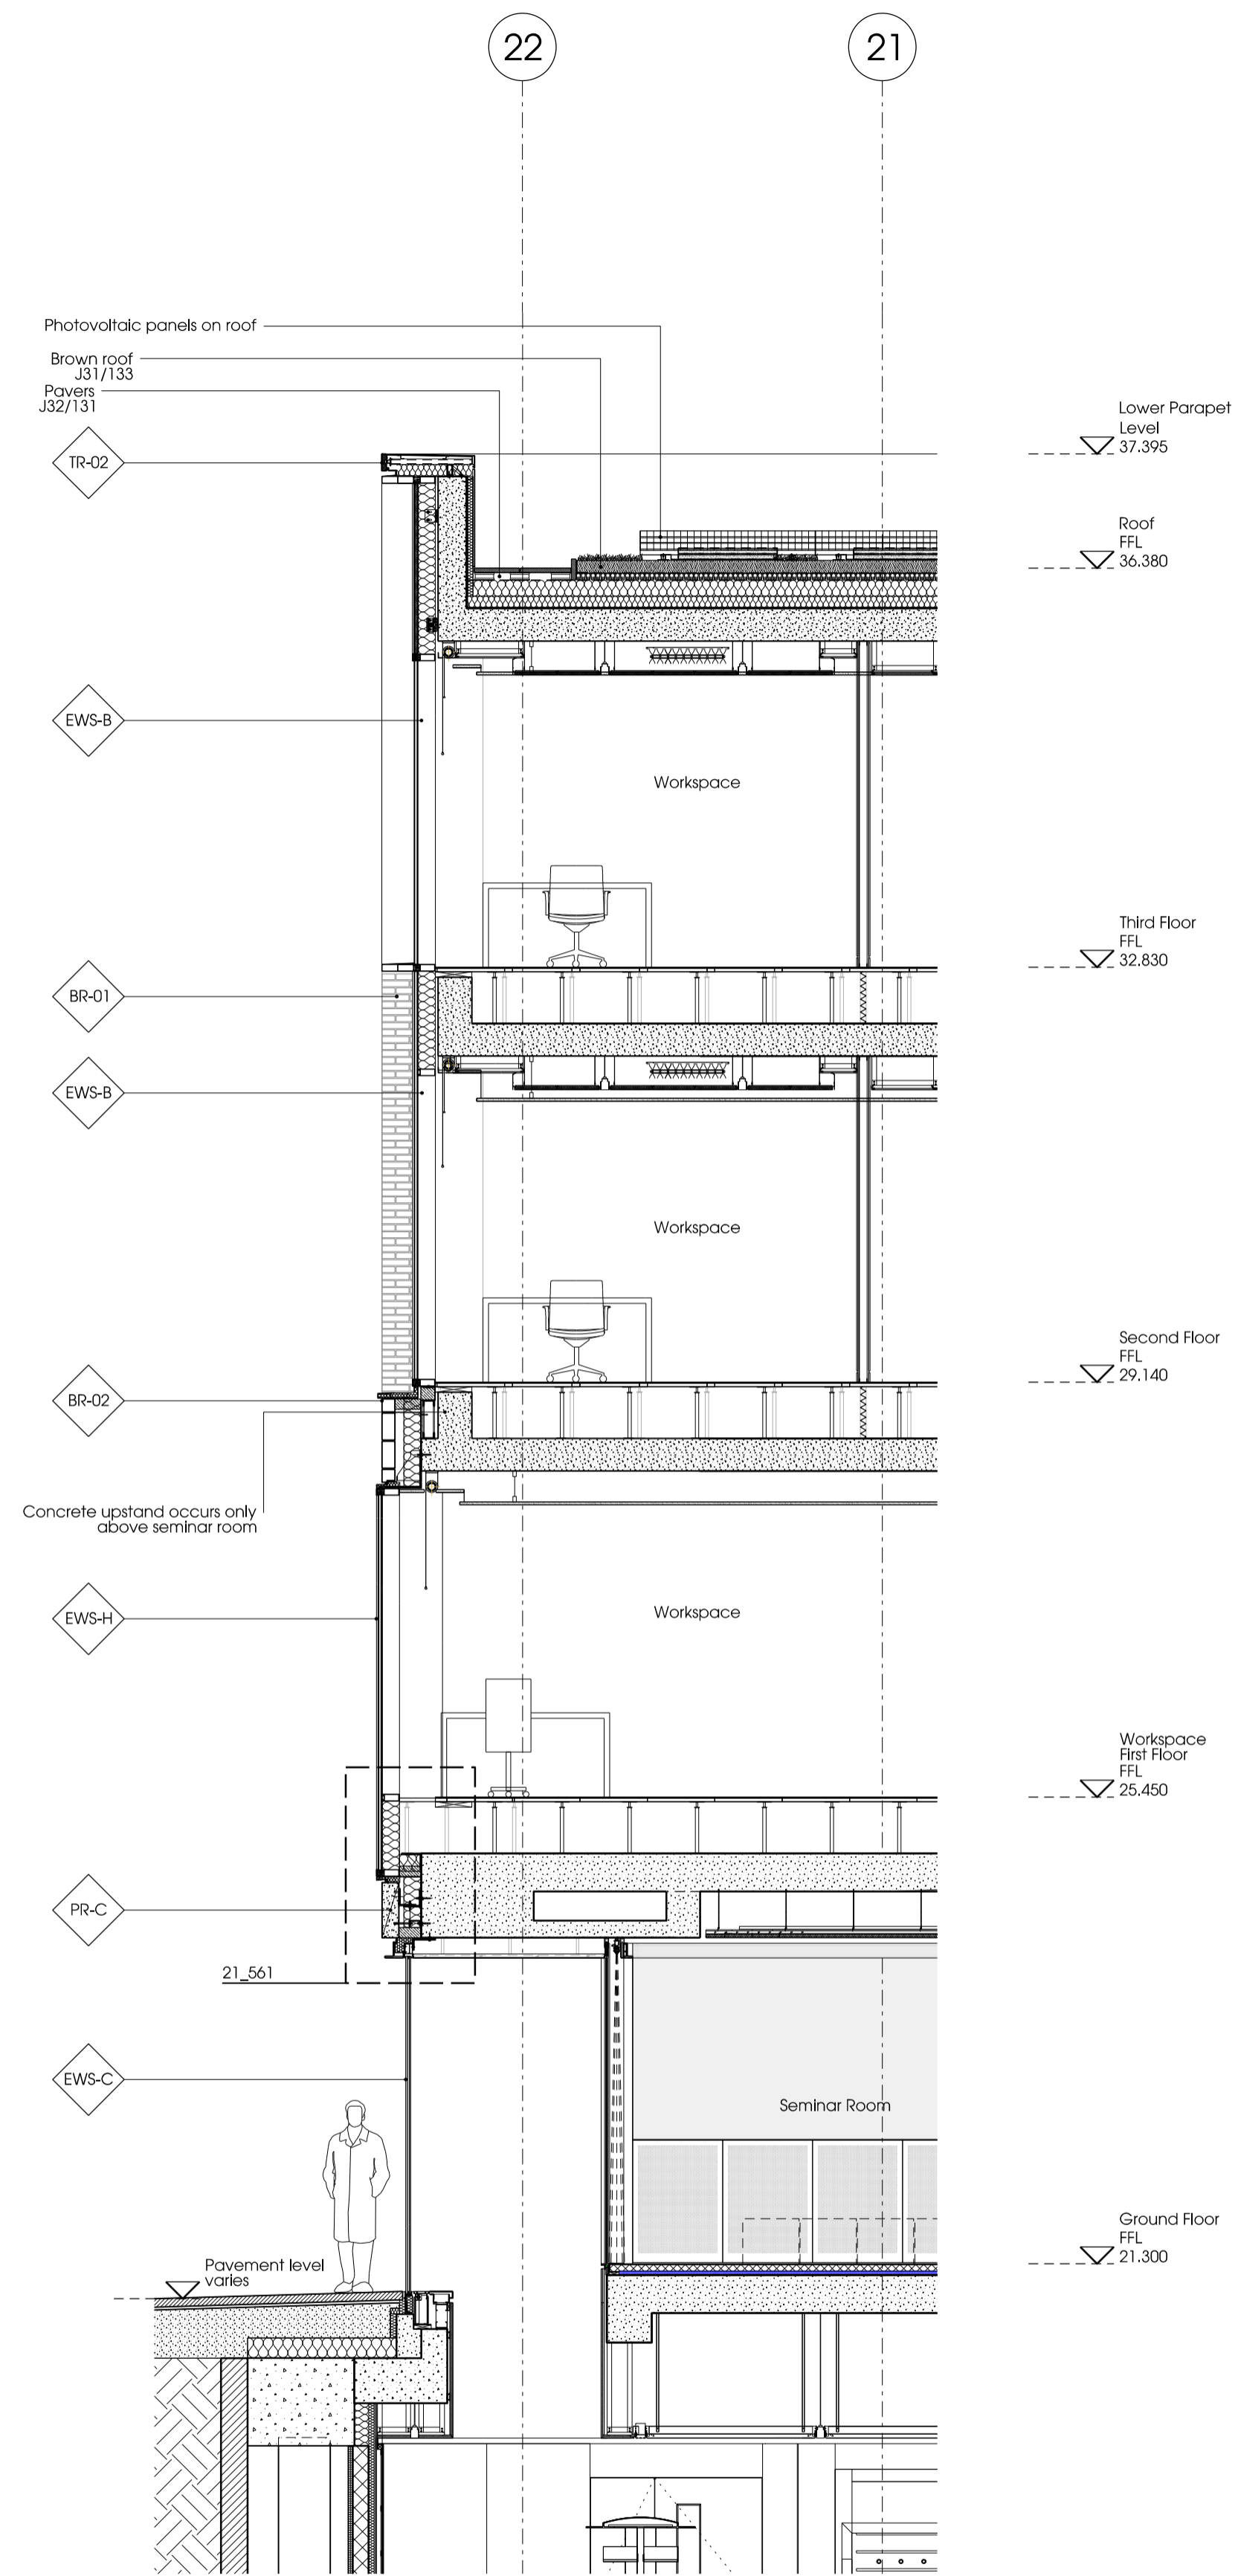 22
21
Photovoltaic panels on roof
Brown roof
J31/133
Pavers
J32/131
Lower Parapet
Level
37.395
TR-02
Roof
FFL
36.380
EWS-B
Workspace
Third Floor
FFL
32.830
BR-01
EWS-B
Workspace
Second Floor
FFL
29.140
BR-02
Concrete upstand occurs only
above seminar room
EWS-H
Workspace
Workspace
First Floor
FFL
25.450
PR-C
21_561
EWS-C
Seminar Room
Ground Floor
FFL
21.300
Pavement level
varies